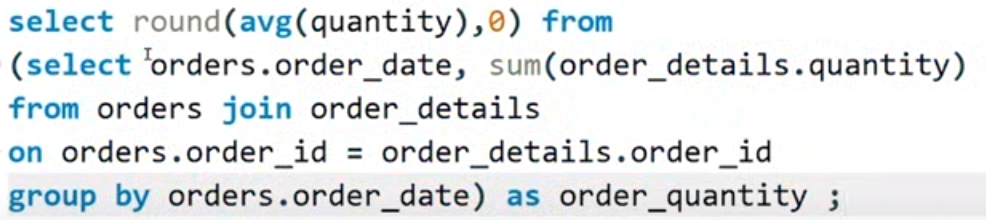 select round(avg(quantity),0) from
(select orders.order_date, sum(order_details.quantity)
from orders join order_details
on orders.order_id = order_details.order_id
group by orders.order_date) as order_quantity ;